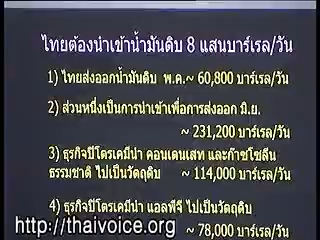 ไทยต้องนำเข้าน้ำมันดิบ 8 แสนบาร์เรล/วัน
1) ไทยส่งออกน้ำมันดิบ พ.ค.~ 60,800 บาร์เรล/วัน
2) ส่วนหนึ่งเป็นการนำเข้าเพื่อการส่งออก มิ.ย.
~ 231,200 บาร์เรล/วัน
3) ธุรกิจปิโตรเคมีนำ คอนเดนเสท และก๊าซโซลีน
ธรรมชาติ ไปเป็นวัตถุดิบ ~ 114,000 บาร์เรล/วัน
4) ธุรกิจปิโตรเคมีนำ แอลพีจี ไปเป็นวัตถุดิบ
~ 78,000 บาร์เรล/วัน
http://thaivoice.org